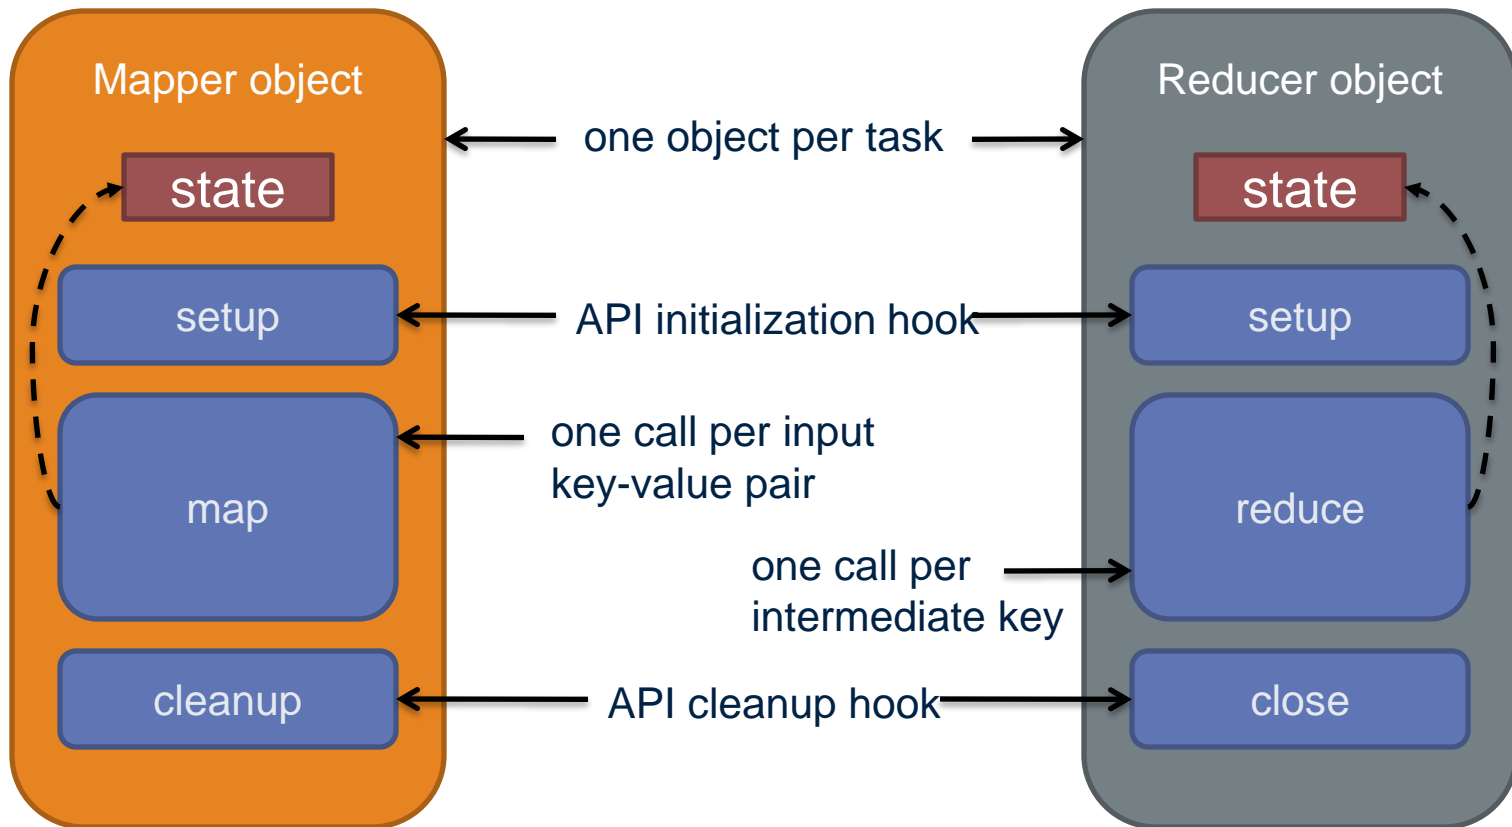 Mapper object
Reducer object
one object per task
state
state
setup
API initialization hook
setup
one call per input
key-value pair
map
reduce
one call per
intermediate key
cleanup
API cleanup hook
close